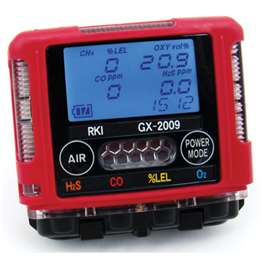 CH₄ %LEL OXY vol%
0 20.9
CO ppm H₂S ppm
0 0.0
15:12
RKI GX-2009
AIR POWER MODE
H₂S CO %LEL O₂